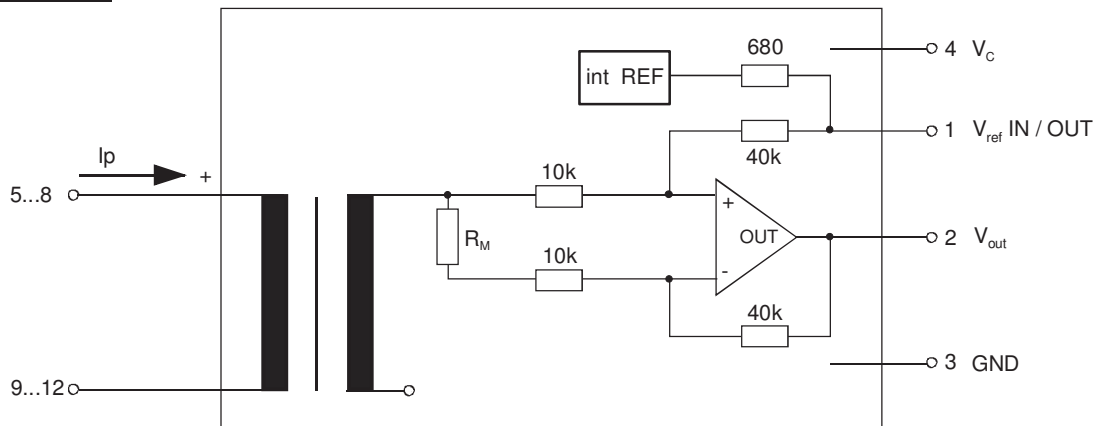 680
4 V_C
int REF
1 V_ref IN / OUT
40k
Ip
+
5...8
10k
+
R_M
OUT
2 V_out
10k
-
40k
3 GND
9...12